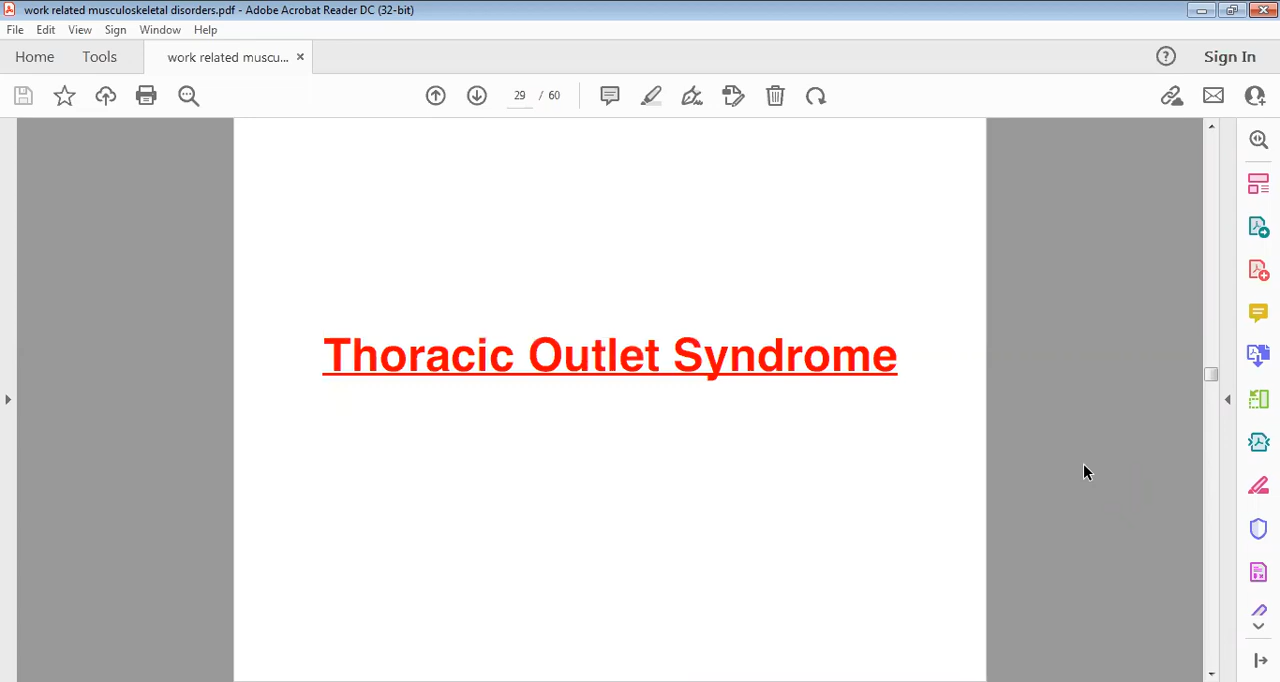 work related musculoskeletal disorders.pdf - Adobe Acrobat Reader DC (32-bit)
File Edit View Sign Window Help
Home Tools work related muscu... ×
Sign In
29 / 60
Thoracic Outlet Syndrome